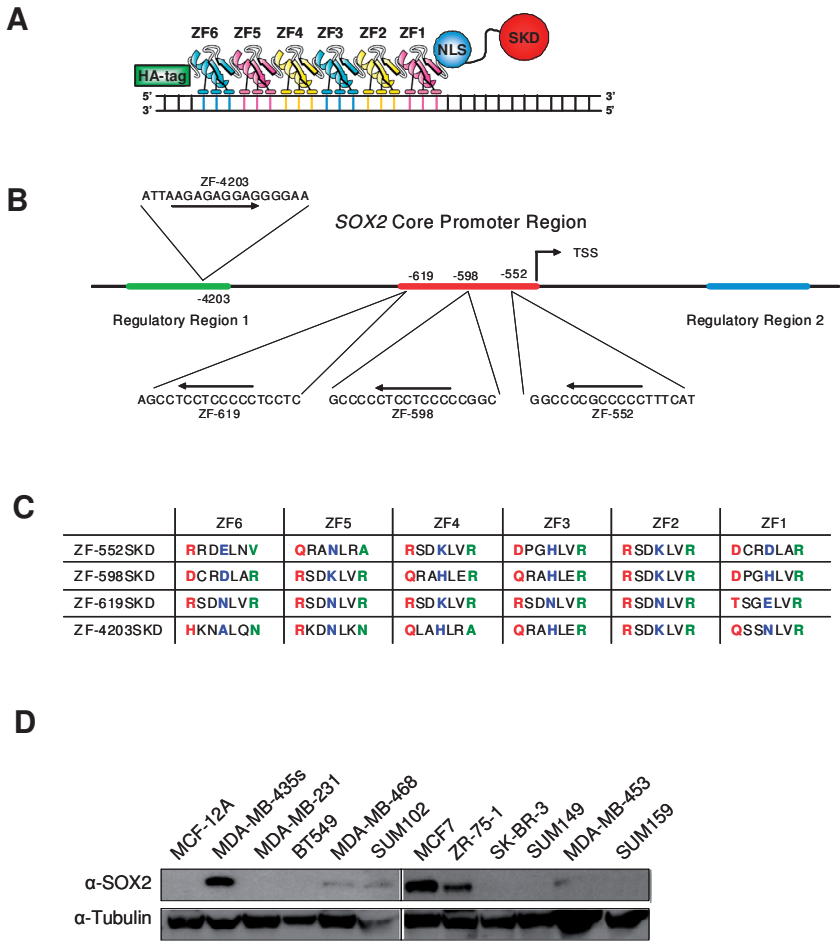 A
ZF6 ZF5 ZF4 ZF3 ZF2 ZF1
NLS
SKD
HA-tag
5' 3'
3' 5'
B
ZF-4203
ATTAAGAGAGGAGGGGAA
SOX2 Core Promoter Region
TSS
-619 -598 -552
-4203
Regulatory Region 1
Regulatory Region 2
AGCCTCCTCCCCCTCCTC
GCCCCCTCCTCCCCCGGC
GGCCCCGCCCCCTTTCAT
ZF-619
ZF-598
ZF-552
C
ZF6 ZF5 ZF4 ZF3 ZF2 ZF1
ZF-552SKD RRDELNV QRANLRA RSDKLVR DPGHLVR RSDKLVR DCRDLAR
ZF-598SKD DCRDLAR RSDKLVR QRAHLER QRAHLER RSDKLVR DPGHLVR
ZF-619SKD RSDNLVR RSDNLVR RSDKLVR RSDNLVR RSDNLVR TSGELVR
ZF-4203SKD HKNALQN RKDNLKN QLAHLRA QRAHLER RSDKLVR QSSNLVR
D
MCF-12A
MDA-MB-435s
MDA-MB-231
BT549
MDA-MB-468
SUM102
MCF7
ZR-75-1
SK-BR-3
SUM149
MDA-MB-453
SUM159
α-SOX2
α-Tubulin